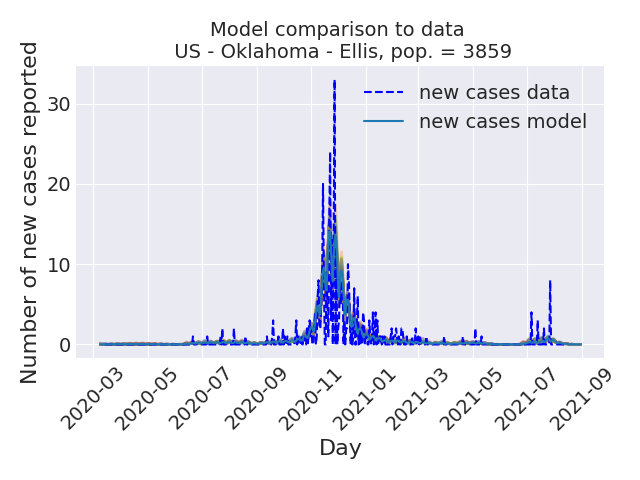 Model comparison to data
US - Oklahoma - Ellis, pop. = 3859
Number of new cases reported
30
20
10
0
new cases data
new cases model
2020-03
2020-05
2020-07
2020-09
2020-11
2021-01
2021-03
2021-05
2021-07
2021-09
Day